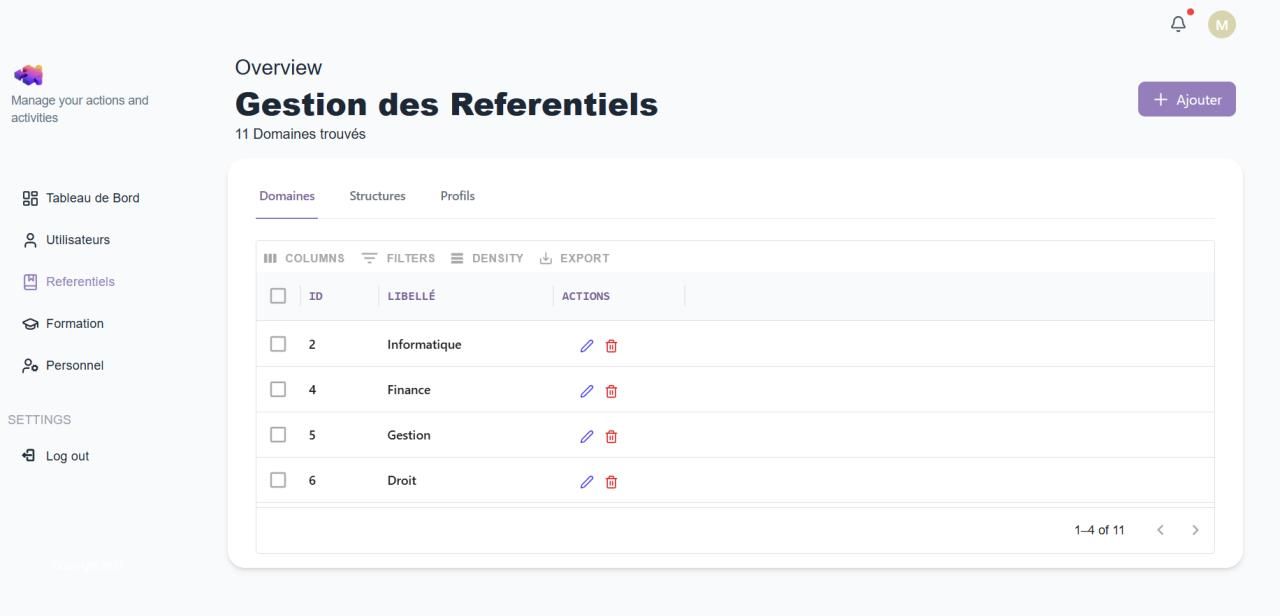 M
Overview
Manage your actions and
activities
Gestion des Referentiels
Ajouter
11 Domaines trouvés
Tableau de Bord
Utilisateurs
Referentiels
Formation
Personnel
SETTINGS
Log out
Domaines Structures Profils
COLUMNS FILTERS DENSITY EXPORT
ID LIBELLÉ ACTIONS
2 Informatique
4 Finance
5 Gestion
6 Droit
1–4 of 11